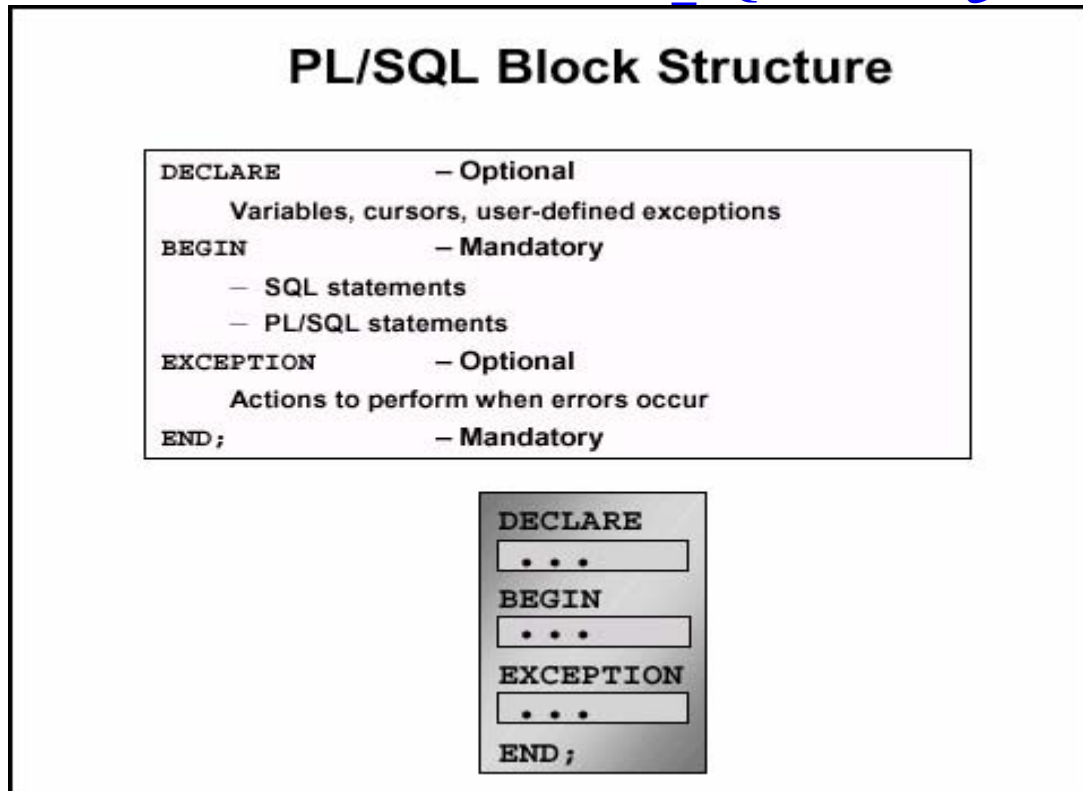 PL/SQL Block Structure
DECLARE – Optional
Variables, cursors, user-defined exceptions
BEGIN – Mandatory
– SQL statements
– PL/SQL statements
EXCEPTION – Optional
Actions to perform when errors occur
END; – Mandatory
DECLARE
...
BEGIN
...
EXCEPTION
...
END;